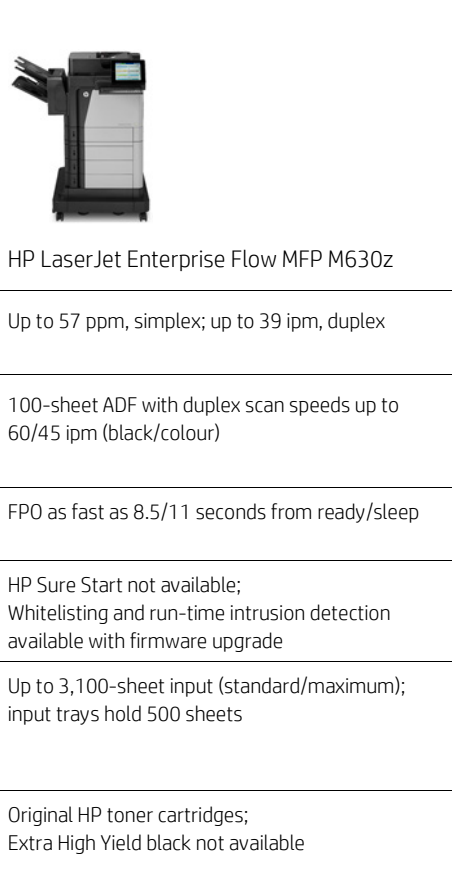 HP LaserJet Enterprise Flow MFP M630z
Up to 57 ppm, simplex; up to 39 ipm, duplex
100-sheet ADF with duplex scan speeds up to
60/45 ipm (black/colour)
FPO as fast as 8.5/11 seconds from ready/sleep
HP Sure Start not available;
Whitelisting and run-time intrusion detection
available with firmware upgrade
Up to 3,100-sheet input (standard/maximum);
input trays hold 500 sheets
Original HP toner cartridges;
Extra High Yield black not available